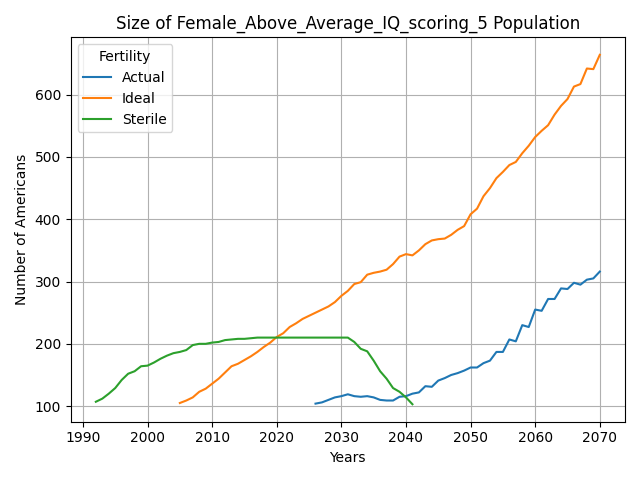 Size of Female_Above_Average_IQ_scoring_5 Population
Fertility
Actual
Ideal
Sterile
Number of Americans
600
500
400
300
200
100
1990 2000 2010 2020 2030 2040 2050 2060 2070
Years